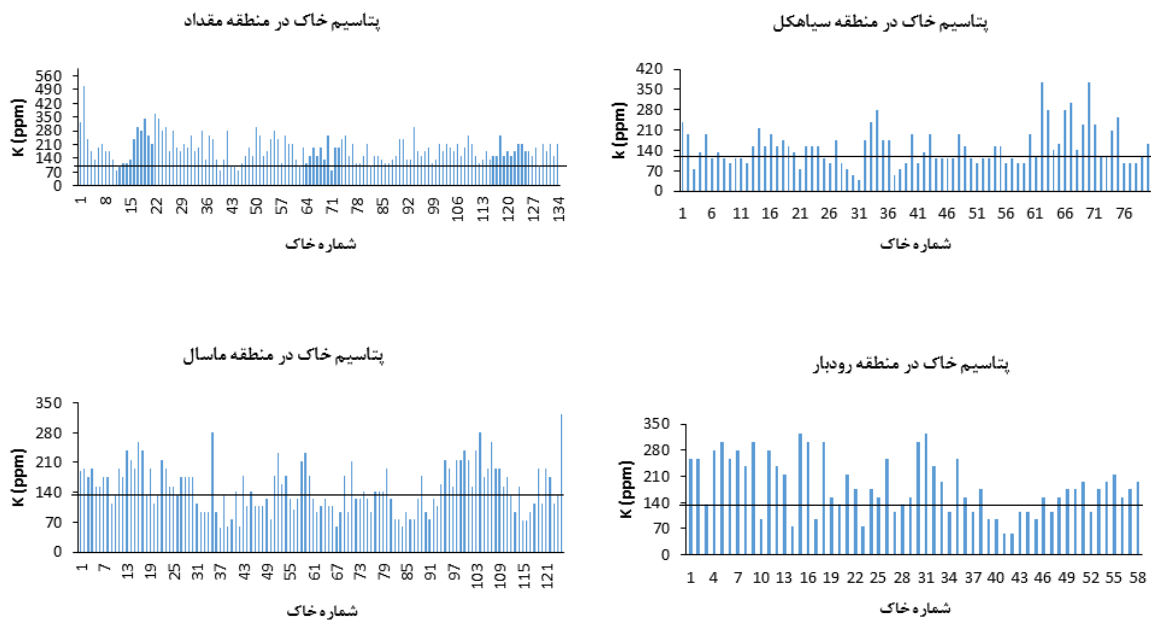 پتاسیم خاک در منطقه مقداد
K (ppm)
560
490
420
350
280
210
140
70
0
1 8 15 22 29 36 43 50 57 64 71 78 85 92 99 106 113 120 127 134
شماره خاک
پتاسیم خاک در منطقه سیاهکل
k (ppm)
420
350
280
210
140
70
0
1 6 11 16 21 26 31 36 41 46 51 56 61 66 71 76
شماره خاک
پتاسیم خاک در منطقه ماسال
K (ppm)
350
280
210
140
70
0
1 7 13 19 25 31 37 43 49 55 61 67 73 79 85 91 97 103 109 115 121
شماره خاک
پتاسیم خاک در منطقه رودبار
K (ppm)
350
280
210
140
70
0
1 4 7 10 13 16 19 22 25 28 31 34 37 40 43 46 49 52 55 58
شماره خاک